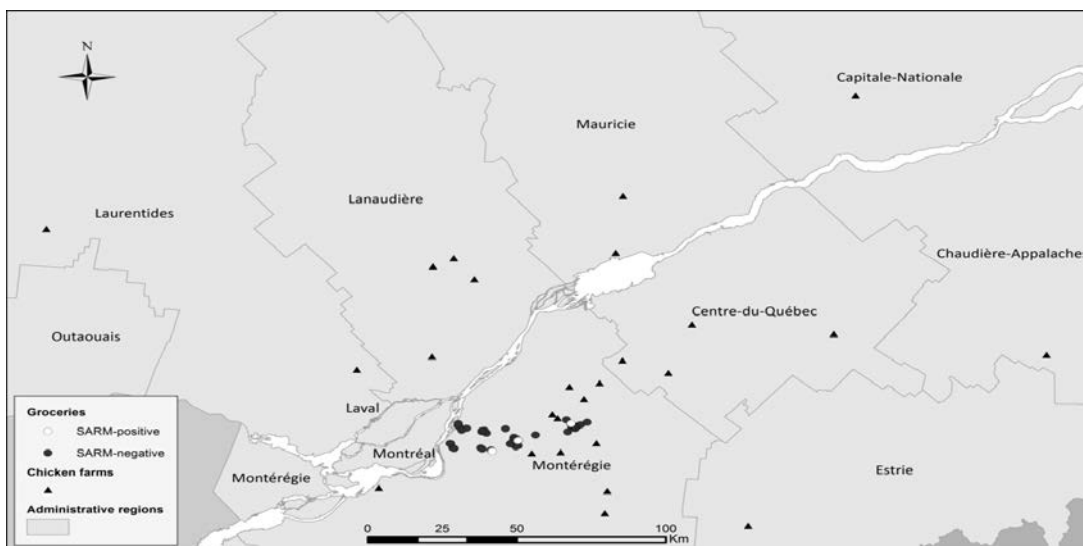 N
Capitale-Nationale
Mauricie
Lanaudière
Laurentides
Chaudière-Appalaches
Centre-du-Québec
Outaouais
Laval
Groceries
SARM-positive
SARM-negative
Chicken farms
Administrative regions
Montréal
Montérégie
Montérégie
Estrie
0 25 50 100
Km